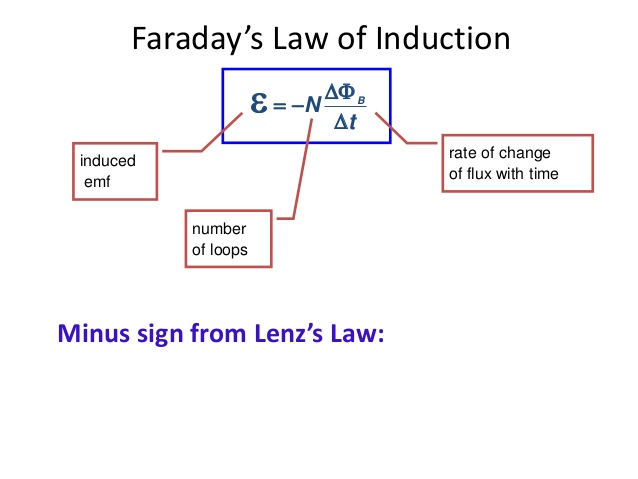 Faraday’s Law of Induction
ε = −N ΔΦB
Δt
induced
emf
rate of change
of flux with time
number
of loops
Minus sign from Lenz’s Law: